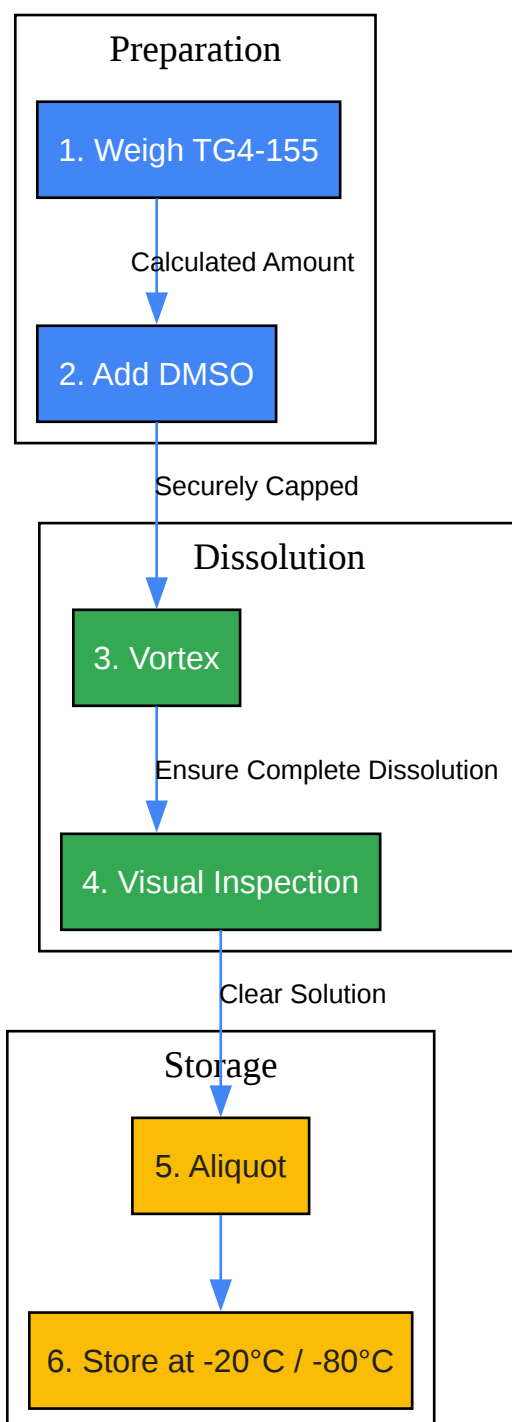 Preparation
1. Weigh TG4-155
Calculated Amount
2. Add DMSO
Securely Capped
Dissolution
3. Vortex
Ensure Complete Dissolution
4. Visual Inspection
Clear Solution
Storage
5. Aliquot
6. Store at -20°C / -80°C